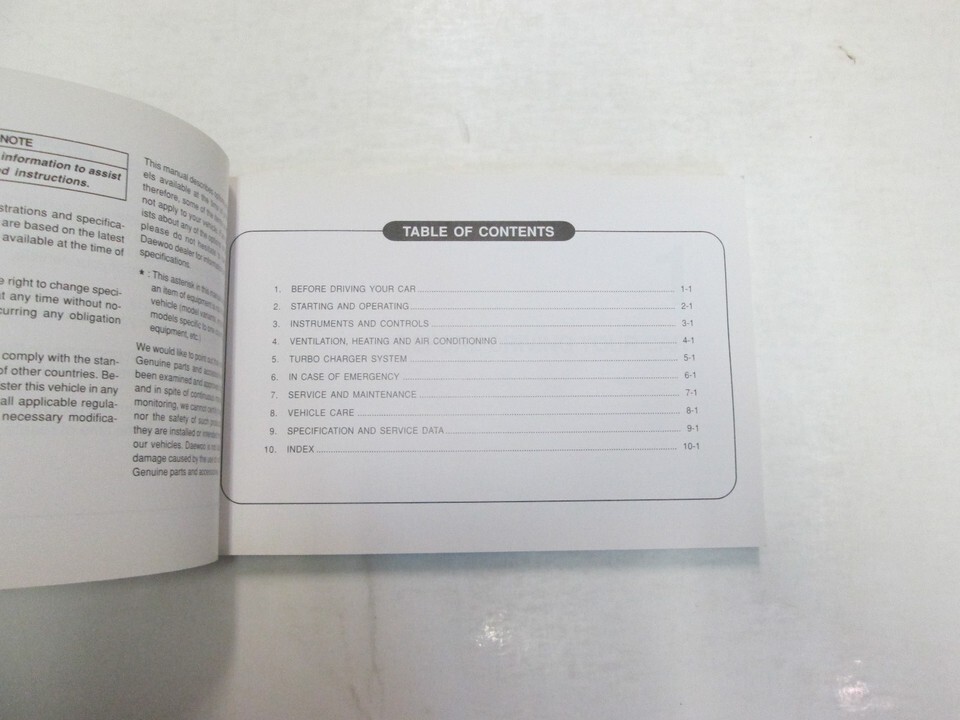 NOTE
information to assist
d instructions.
strations and specifica-
are based on the latest
available at the time of
e right to change speci-
t any time without no-
curring any obligation
comply with the stan-
of other countries. Be-
ster this vehicle in any
all applicable regula-
necessary modifica-
This manual describes
els available at the time of
therefore, some of the
not apply to your vehicle.
ists about any of the
please do not hesitate to
Daewoo dealer for information
specifications.
* : This asterisk in this
an item of equipment
vehicle (model variants,
models specific to
equipment, etc.)
We would like to point out
Genuine parts and
been examined and
and in spite of continuous
monitoring, we cannot
nor the safety of such
they are installed or
our vehicles. Daewoo is not
damage caused by the use
Genuine parts and
TABLE OF CONTENTS
1. BEFORE DRIVING YOUR CAR 1-1
2. STARTING AND OPERATING 2-1
3. INSTRUMENTS AND CONTROLS 3-1
4. VENTILATION, HEATING AND AIR CONDITIONING 4-1
5. TURBO CHARGER SYSTEM 5-1
6. IN CASE OF EMERGENCY 6-1
7. SERVICE AND MAINTENANCE 7-1
8. VEHICLE CARE 8-1
9. SPECIFICATION AND SERVICE DATA 9-1
10. INDEX 10-1